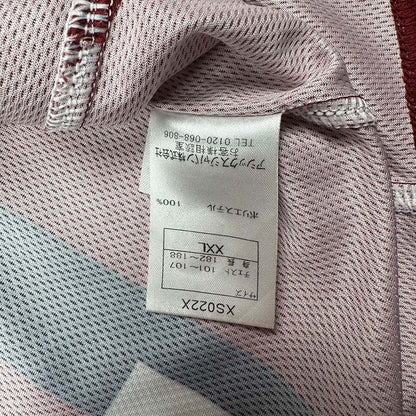 XS022X
サイズ
チェスト 101～107
身 長 182～188
XXL
ポリエステル 100%
アシックスジャパン株式会社
お客様相談室
TEL 0120-068-806